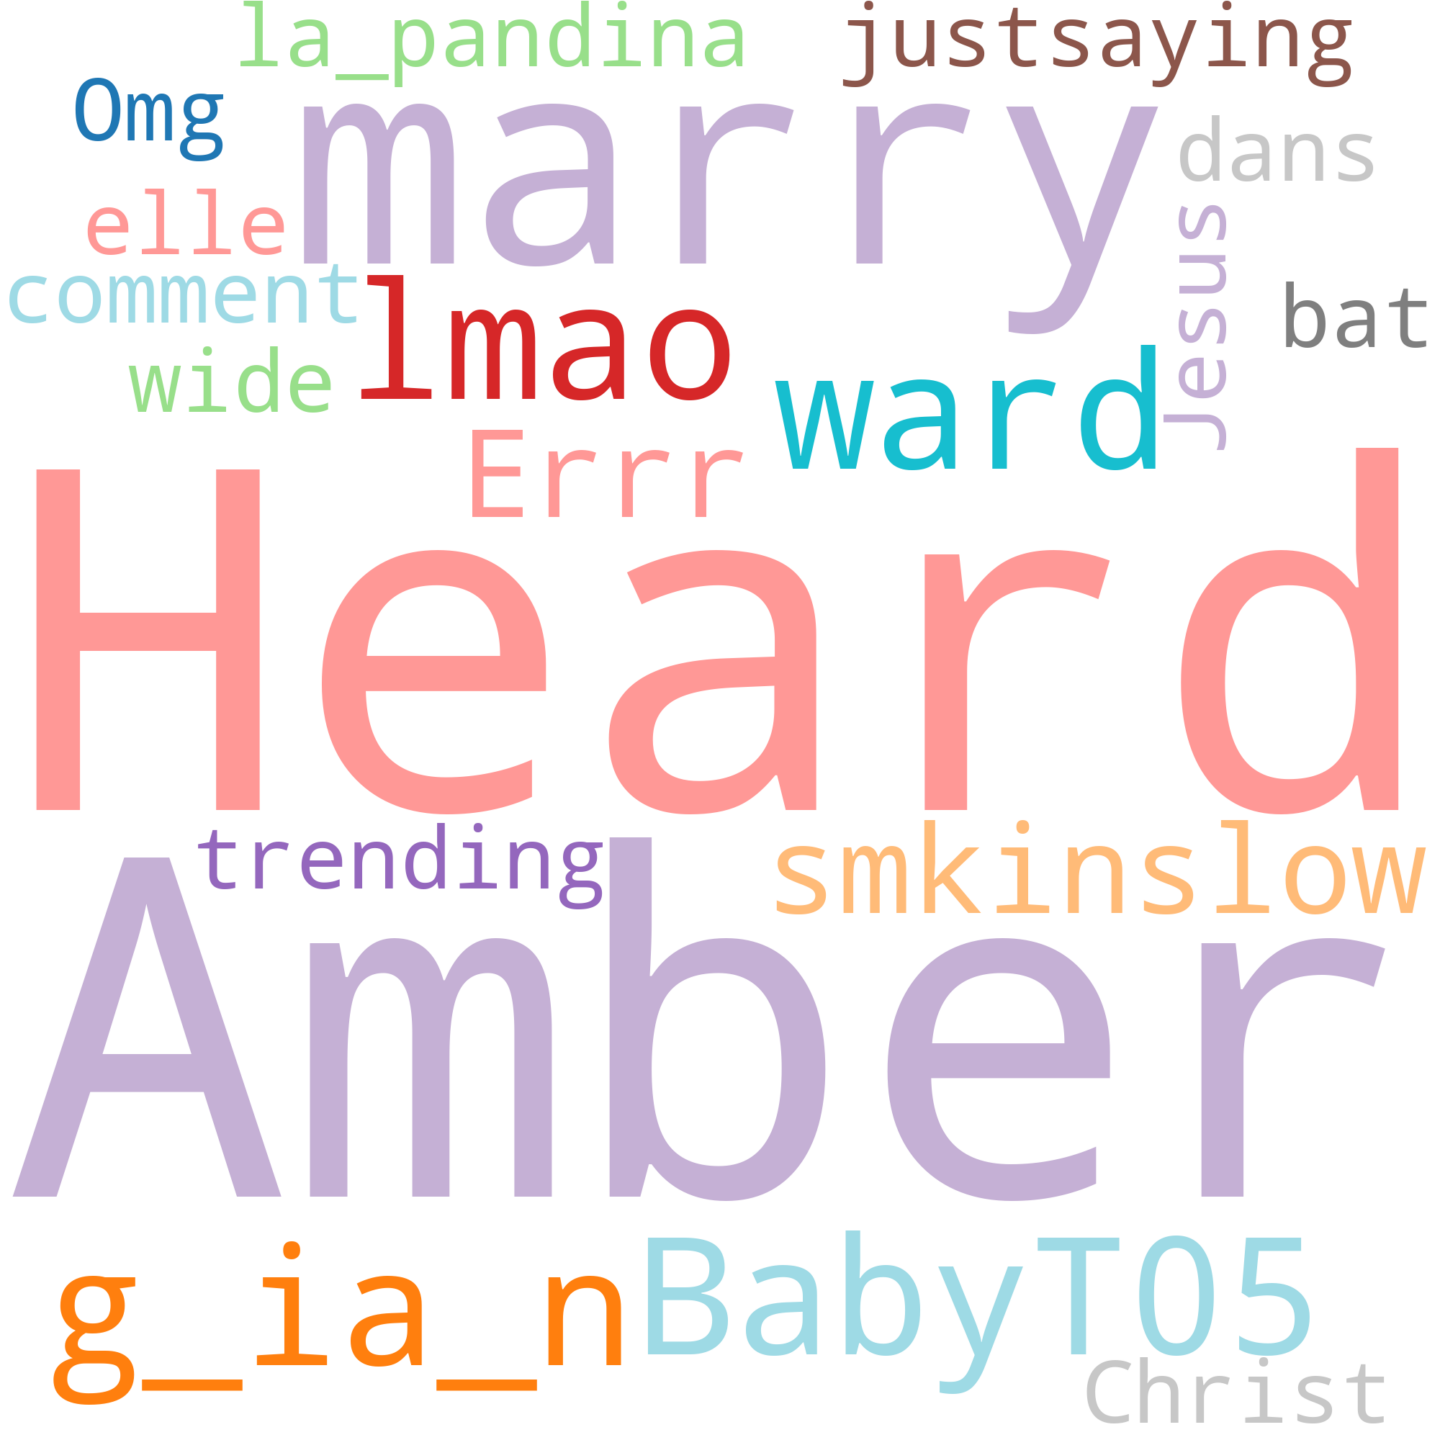 la_pandina justsaying
Omg marry dans
elle
comment lmao Jesus bat
wide ward
Errr
Heard
trending smkinslow
Amber
g_ia_n BabyT05
Christ